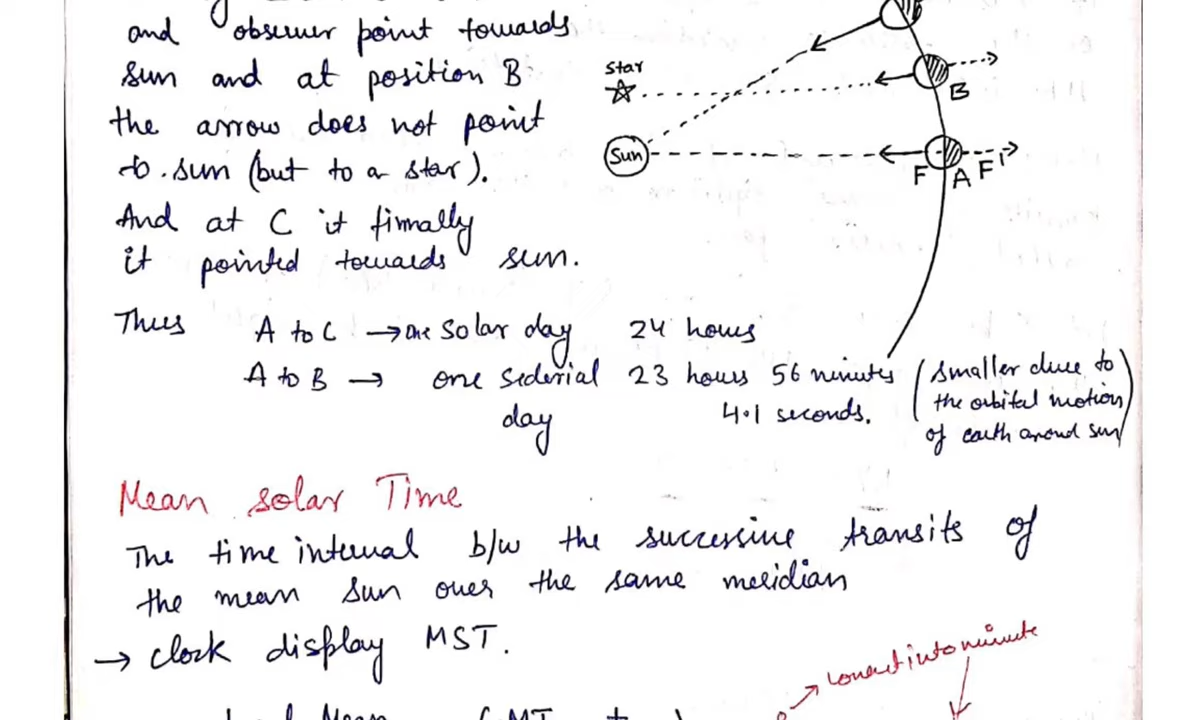 and observer point towards
sun and at position B
the arrow does not point
to sun (but to a star).
And at C it finnally
it pointed towards sun.
Star
Sun
B
F A F'
Thus A to C → one solar day 24 hours
A to B → one siderial 23 hours 56 minutes (smaller due to
day 4.1 seconds. the orbital motion
of earth around sun)
Mean solar Time
The time interval b/w the successive transits of
the mean sun over the same meridian
→ clock display MST.
convert into minute
Mean